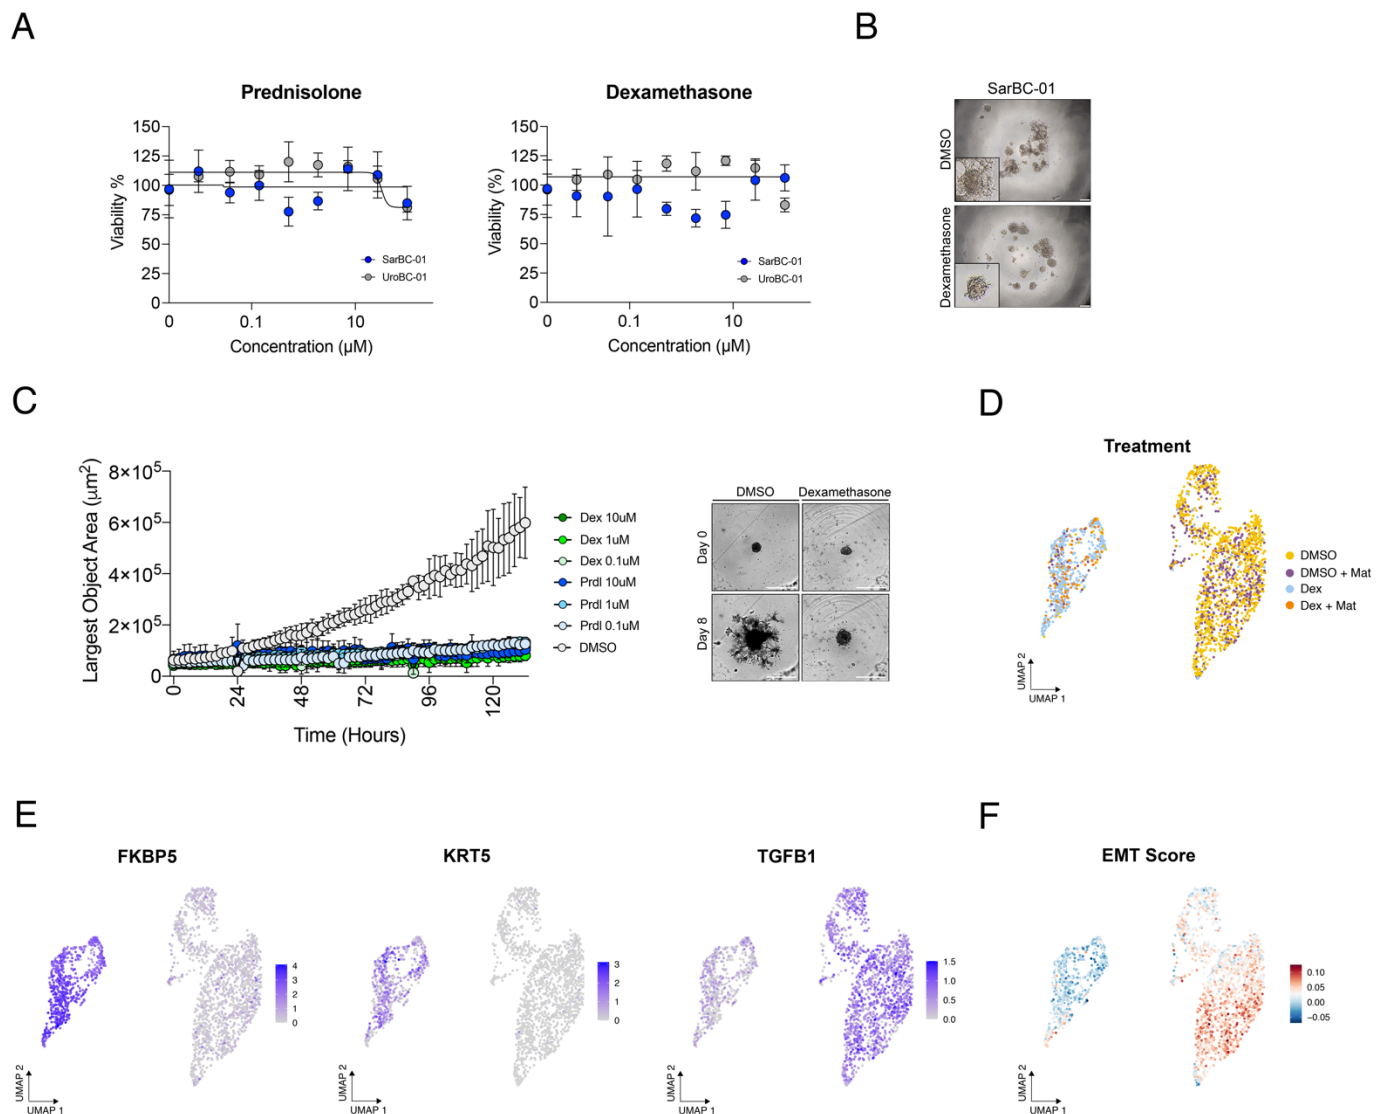 A
B
Prednisolone
Dexamethasone
150
125
100
75
50
25
0
Viability %
0
0.1
10
Concentration (µM)
SarBC-01
UroBC-01
150
125
100
75
50
25
0
Viability (%)
0
0.1
10
Concentration (µM)
SarBC-01
UroBC-01
SarBC-01
DMSO
Dexamethasone
C
D
8×10⁵
6×10⁵
4×10⁵
2×10⁵
0
Largest Object Area (µm²)
0
24
48
72
96
120
Time (Hours)
Dex 10uM
Dex 1uM
Dex 0.1uM
Prdl 10uM
Prdl 1uM
Prdl 0.1uM
DMSO
DMSO
Dexamethasone
Day 0
Day 8
Treatment
DMSO
DMSO + Mat
Dex
Dex + Mat
UMAP 2
UMAP 1
E
F
FKBP5
4
3
2
1
0
UMAP 2
UMAP 1
KRT5
3
2
1
0
UMAP 2
UMAP 1
TGFB1
1.5
1.0
0.5
0.0
UMAP 2
UMAP 1
EMT Score
0.10
0.05
0.00
−0.05
UMAP 2
UMAP 1